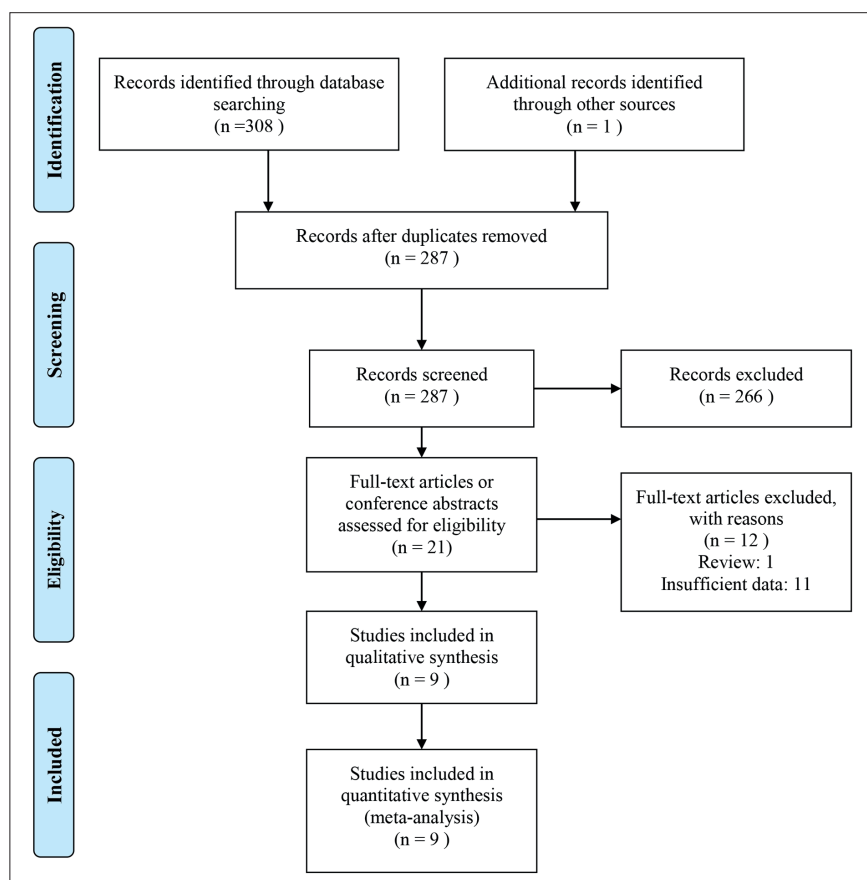 Identification
Records identified through database
searching
(n =308 )
Additional records identified
through other sources
(n = 1 )
Records after duplicates removed
(n = 287 )
Screening
Records screened
(n = 287 )
Records excluded
(n = 266 )
Eligibility
Full-text articles or
conference abstracts
assessed for eligibility
(n = 21)
Full-text articles excluded,
with reasons
(n = 12 )
Review: 1
Insufficient data: 11
Studies included in
qualitative synthesis
(n = 9 )
Included
Studies included in
quantitative synthesis
(meta-analysis)
(n = 9 )